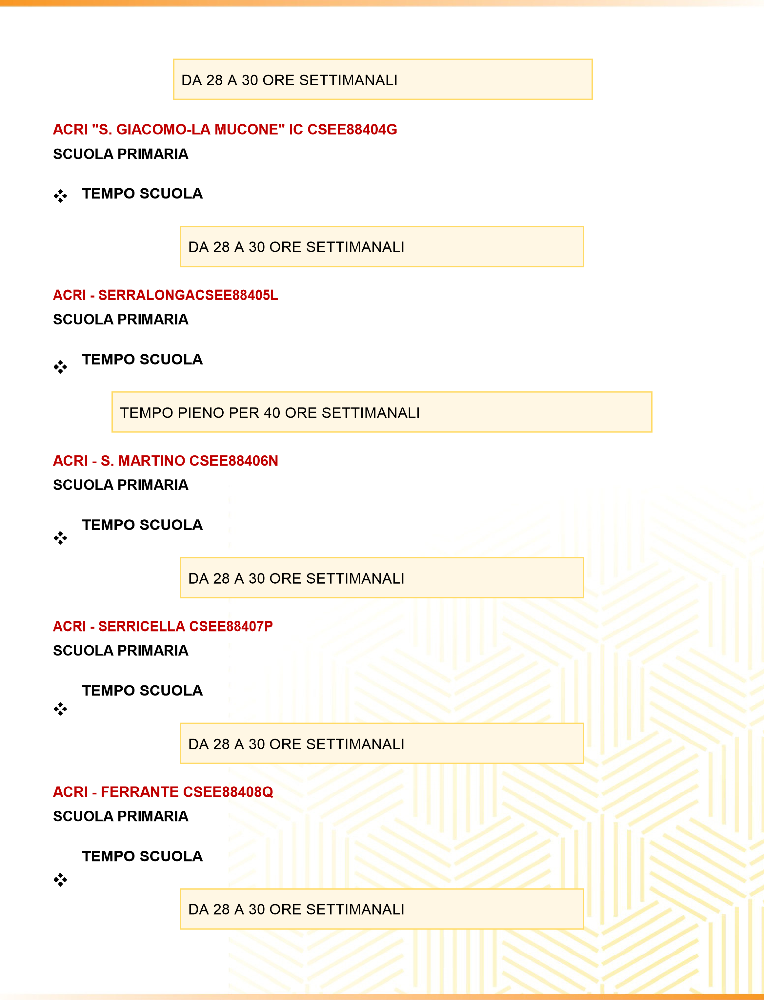 DA 28 A 30 ORE SETTIMANALI
ACRI "S. GIACOMO-LA MUCONE" IC CSEE88404G
SCUOLA PRIMARIA
❖ TEMPO SCUOLA
DA 28 A 30 ORE SETTIMANALI
ACRI - SERRALONGACSEE88405L
SCUOLA PRIMARIA
❖ TEMPO SCUOLA
TEMPO PIENO PER 40 ORE SETTIMANALI
ACRI - S. MARTINO CSEE88406N
SCUOLA PRIMARIA
❖ TEMPO SCUOLA
DA 28 A 30 ORE SETTIMANALI
ACRI - SERRICELLA CSEE88407P
SCUOLA PRIMARIA
❖ TEMPO SCUOLA
DA 28 A 30 ORE SETTIMANALI
ACRI - FERRANTE CSEE88408Q
SCUOLA PRIMARIA
❖ TEMPO SCUOLA
DA 28 A 30 ORE SETTIMANALI